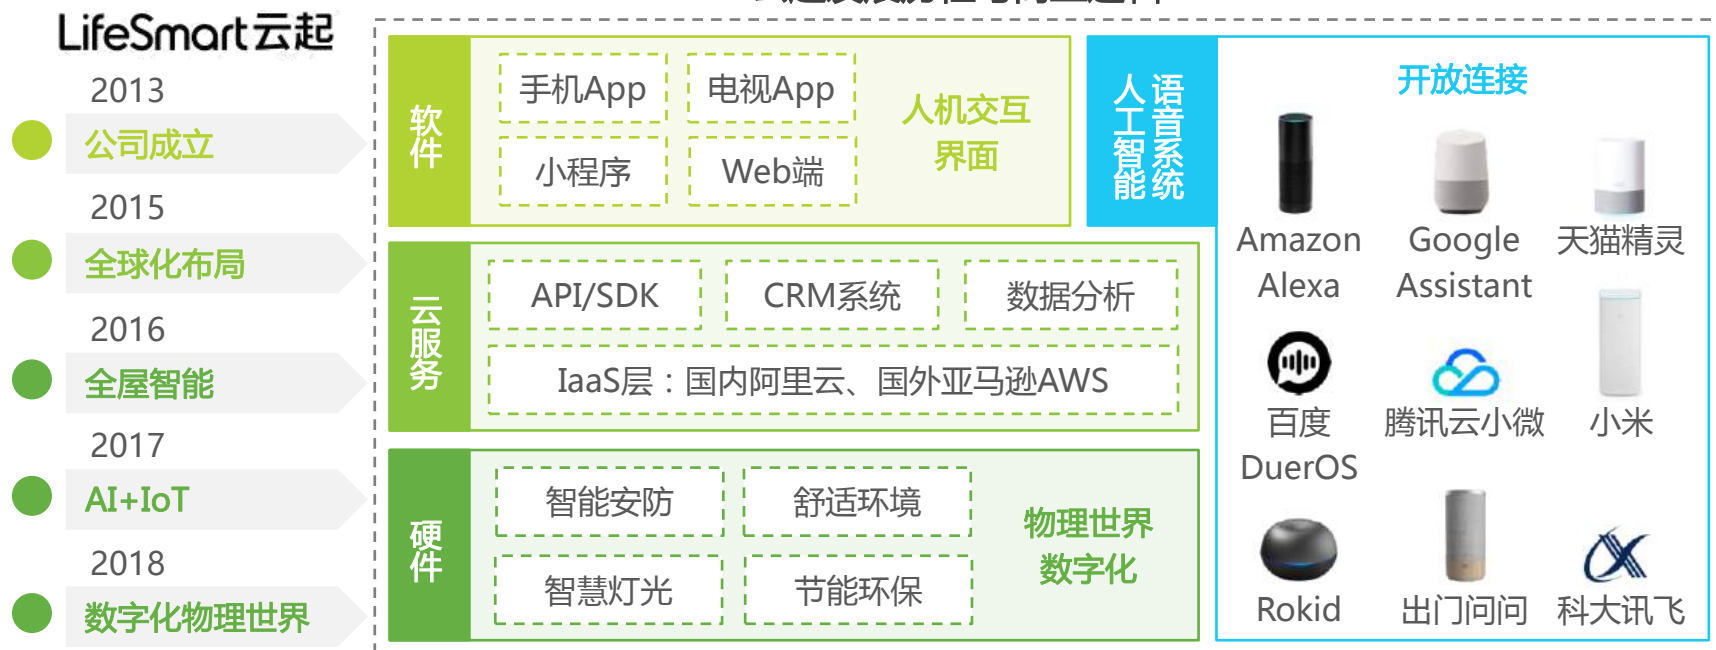 LifeSmart云起
2013
公司成立
2015
全球化布局
2016
全屋智能
2017
AI+IoT
2018
数字化物理世界
软件
手机App
电视App
小程序
Web端
人机交互
界面
云服务
API/SDK
CRM系统
数据分析
IaaS层：国内阿里云、国外亚马逊AWS
硬件
智能安防
舒适环境
智慧灯光
节能环保
物理世界
数字化
人工智能
语音系统
开放连接
Amazon
Alexa
Google
Assistant
天猫精灵
百度
DuerOS
腾讯云小微
小米
Rokid
出门问问
科大讯飞